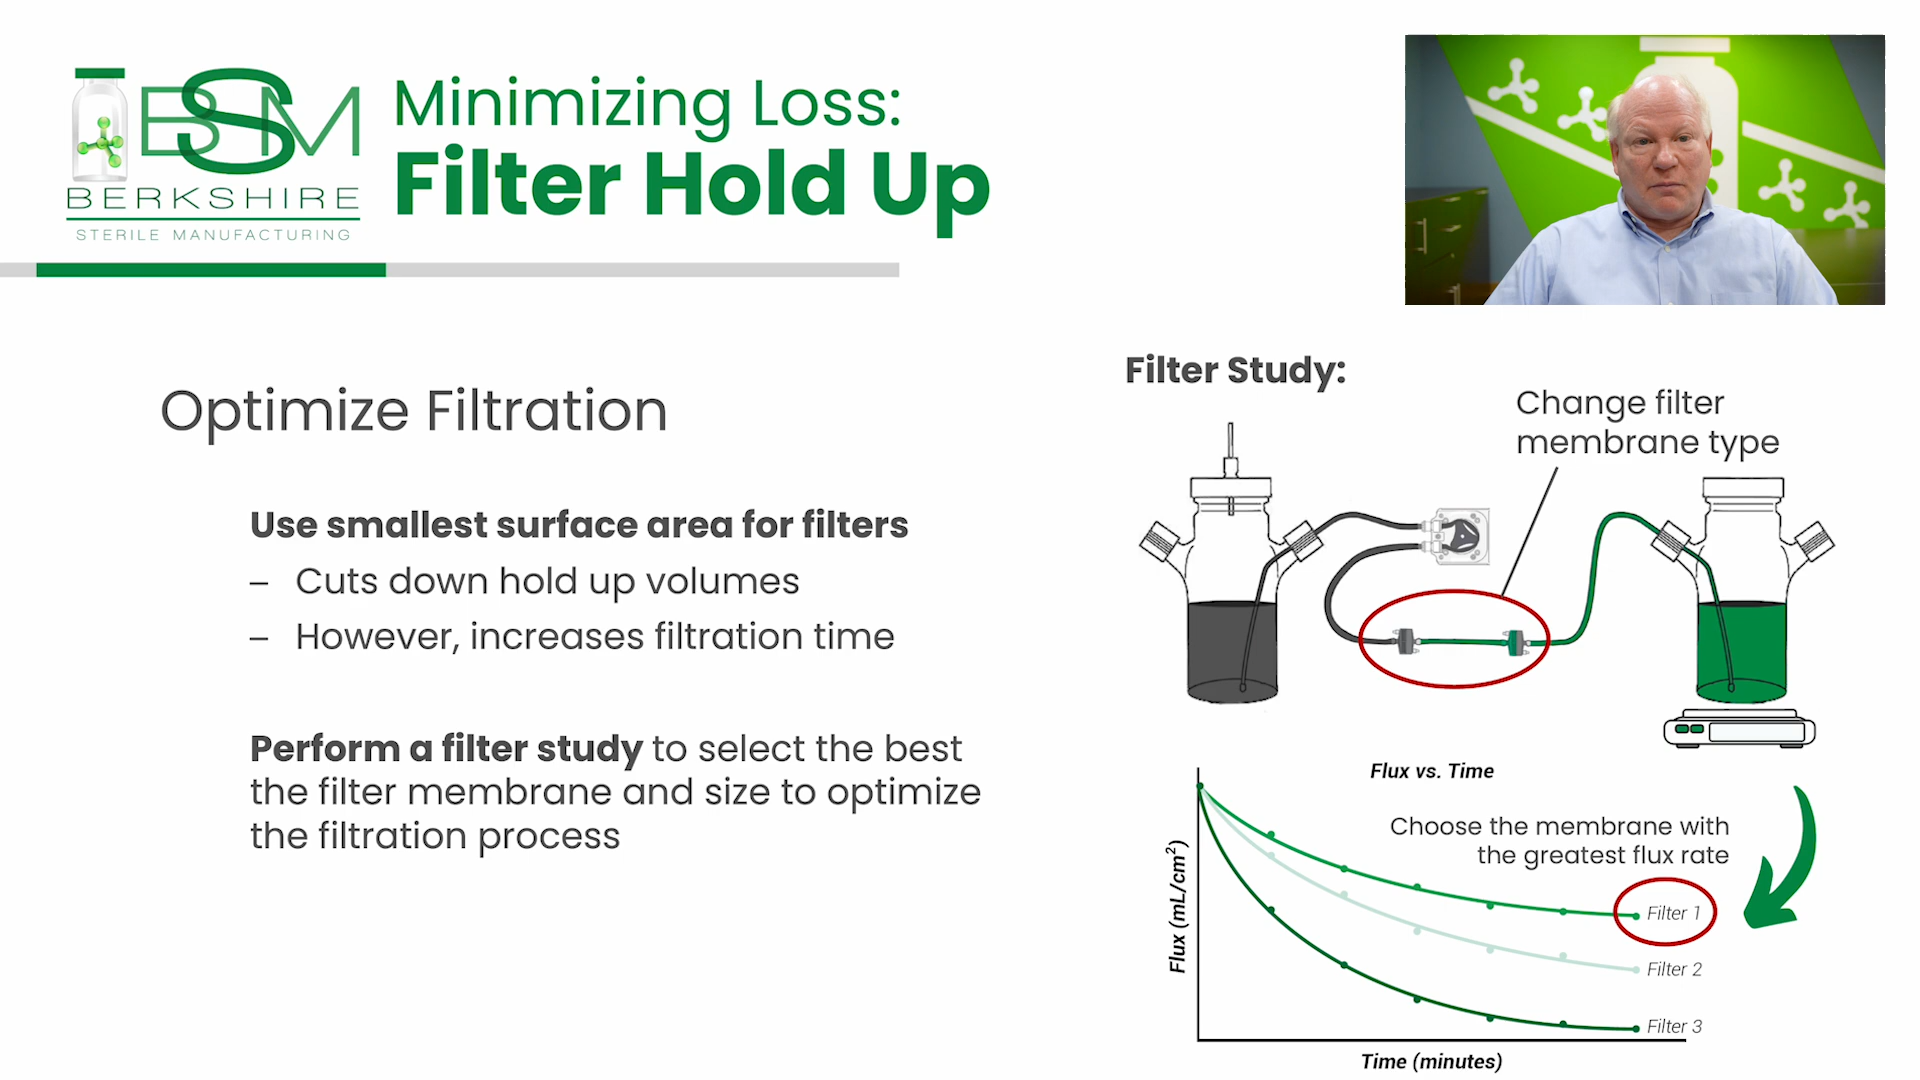 BSM
BERKSHIRE
STERILE MANUFACTURING
Minimizing Loss:
Filter Hold Up
Optimize Filtration
Use smallest surface area for filters
– Cuts down hold up volumes
– However, increases filtration time
Perform a filter study to select the best
the filter membrane and size to optimize
the filtration process
Filter Study:
Change filter
membrane type
Flux vs. Time
Choose the membrane with
the greatest flux rate
Flux (mL/cm²)
Filter 1
Filter 2
Filter 3
Time (minutes)